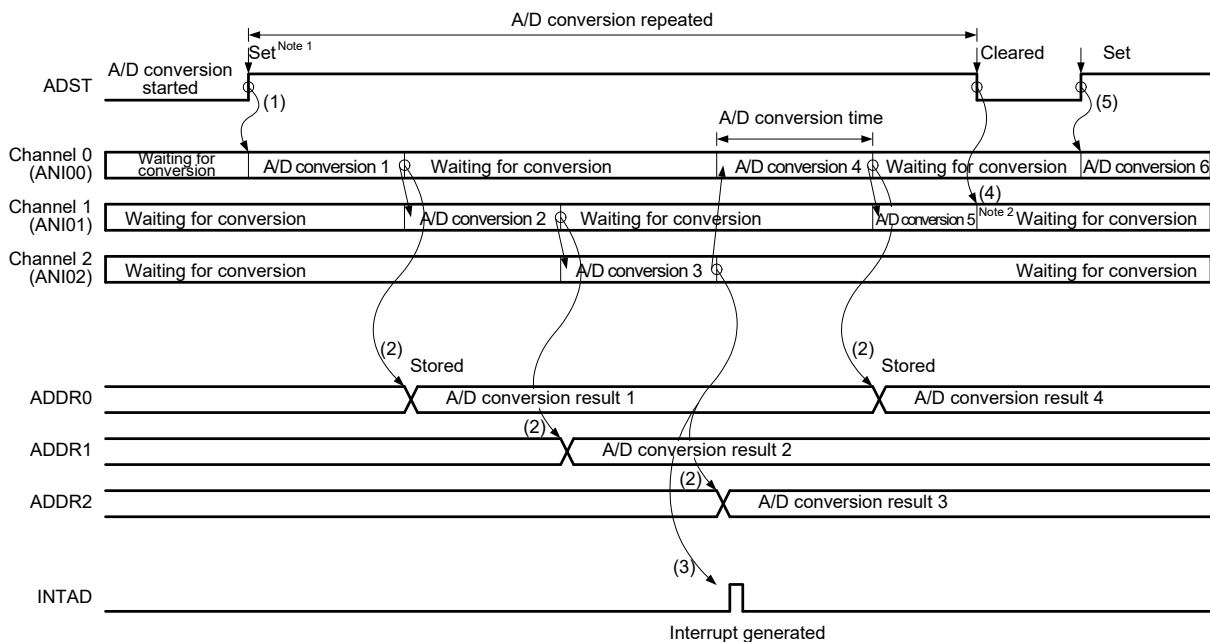 A/D conversion repeated
Set Note 1
Cleared
Set
A/D conversion
started
ADST
(1)
(5)
A/D conversion time
Channel 0
(ANI00)
Waiting for
conversion
A/D conversion 1
Waiting for conversion
A/D conversion 4
Waiting for conversion
A/D conversion 6
(4)
Channel 1
(ANI01)
Waiting for conversion
A/D conversion 2
Waiting for conversion
A/D conversion 5 Note 2
Waiting for conversion
Channel 2
(ANI02)
Waiting for conversion
A/D conversion 3
Waiting for conversion
(2)
Stored
(2)
Stored
ADDR0
A/D conversion result 1
A/D conversion result 4
(2)
ADDR1
A/D conversion result 2
(2)
ADDR2
A/D conversion result 3
(3)
INTAD
Interrupt generated